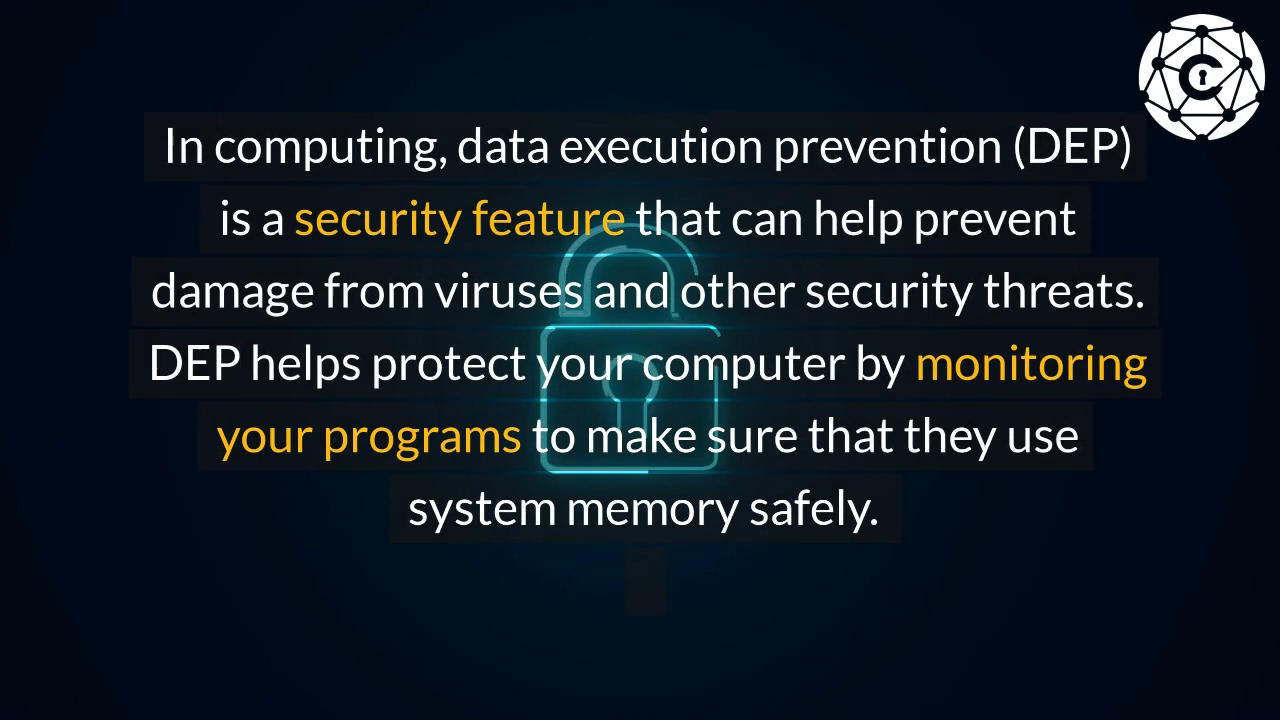 In computing, data execution prevention (DEP)
is a security feature that can help prevent
damage from viruses and other security threats.
DEP helps protect your computer by monitoring
your programs to make sure that they use
system memory safely.